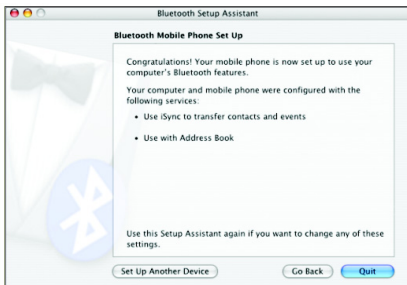 Bluetooth Setup Assistant
Bluetooth Mobile Phone Set Up
Congratulations! Your mobile phone is now set up to use your
computer's Bluetooth features.
Your computer and mobile phone were configured with the
following services:
• Use iSync to transfer contacts and events
• Use with Address Book
Use this Setup Assistant again if you want to change any of these
settings.
Set Up Another Device
Go Back
Quit